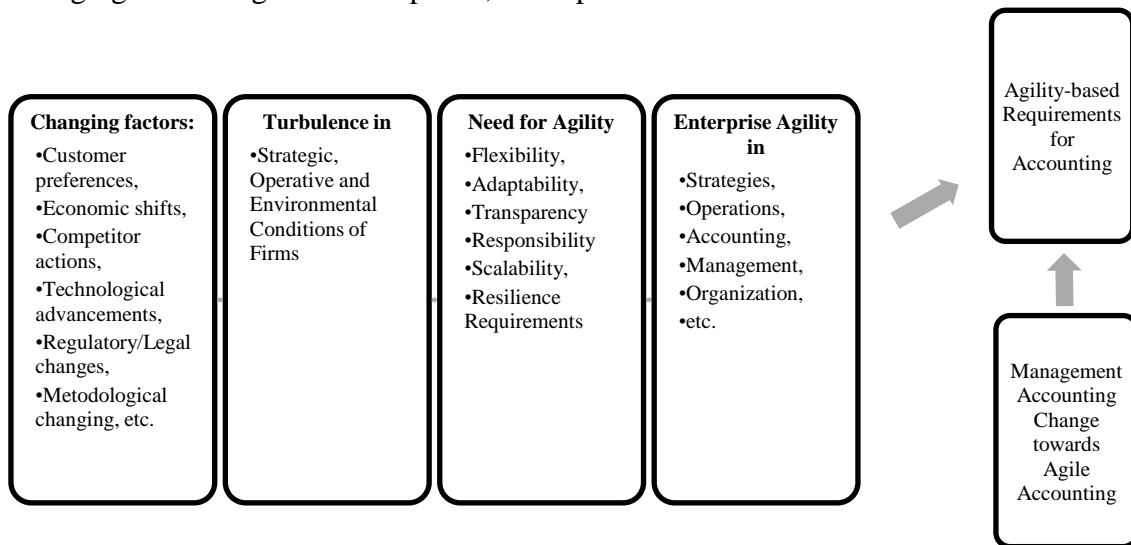 Changing factors:
•Customer
preferences,
•Economic shifts,
•Competitor
actions,
•Technological
advancements,
•Regulatory/Legal
changes,
•Metodological
changing, etc.
Turbulence in
•Strategic,
Operative and
Environmental
Conditions of
Firms
Need for Agility
•Flexibility,
•Adaptability,
•Transparency
•Responsibility
•Scalability,
•Resilience
Requirements
Enterprise Agility
in
•Strategies,
•Operations,
•Accounting,
•Management,
•Organization,
•etc.
Agility-based
Requirements
for
Accounting
Management
Accounting
Change
towards
Agile
Accounting